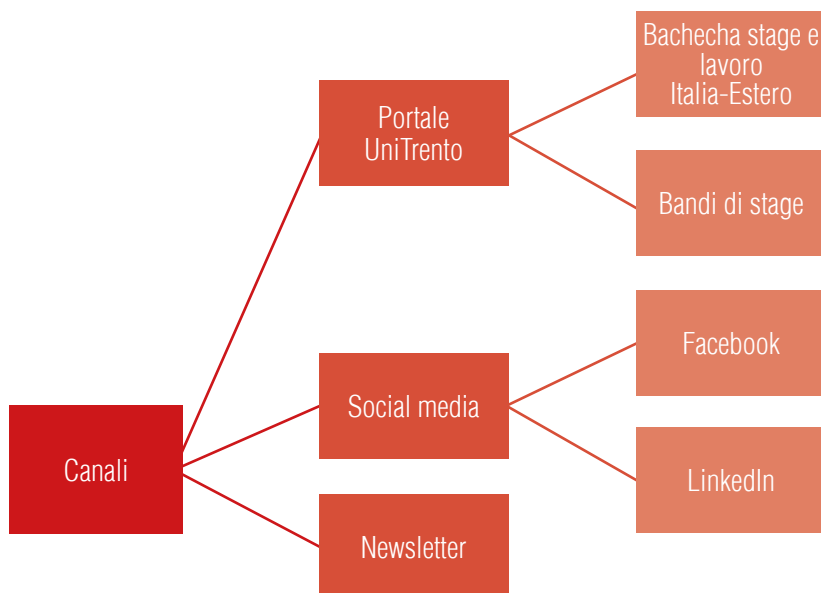 Canali
Portale
UniTrento
Bachecha stage e
lavoro
Italia-Estero
Bandi di stage
Social media
Facebook
LinkedIn
Newsletter